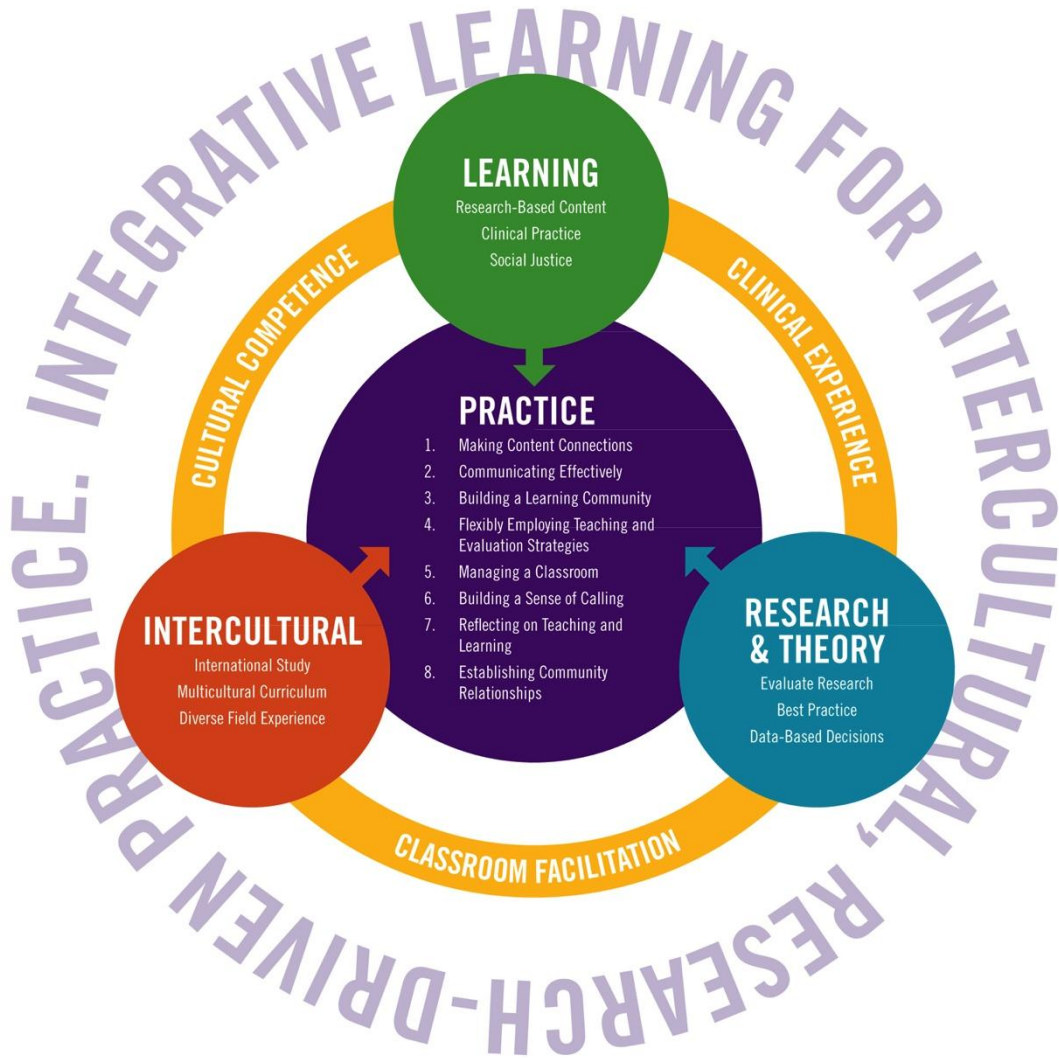 INTEGRATIVE LEARNING FOR INTERCULTURAL, RESEARCH-DRIVEN PRACTICE.
LEARNING
Research-Based Content
Clinical Practice
Social Justice
CULTURAL COMPETENCE
CLINICAL EXPERIENCE
PRACTICE
1. Making Content Connections
2. Communicating Effectively
3. Building a Learning Community
4. Flexibly Employing Teaching and
Evaluation Strategies
5. Managing a Classroom
6. Building a Sense of Calling
7. Reflecting on Teaching and
Learning
8. Establishing Community
Relationships
INTERCULTURAL
International Study
Multicultural Curriculum
Diverse Field Experience
RESEARCH
& THEORY
Evaluate Research
Best Practice
Data-Based Decisions
CLASSROOM FACILITATION